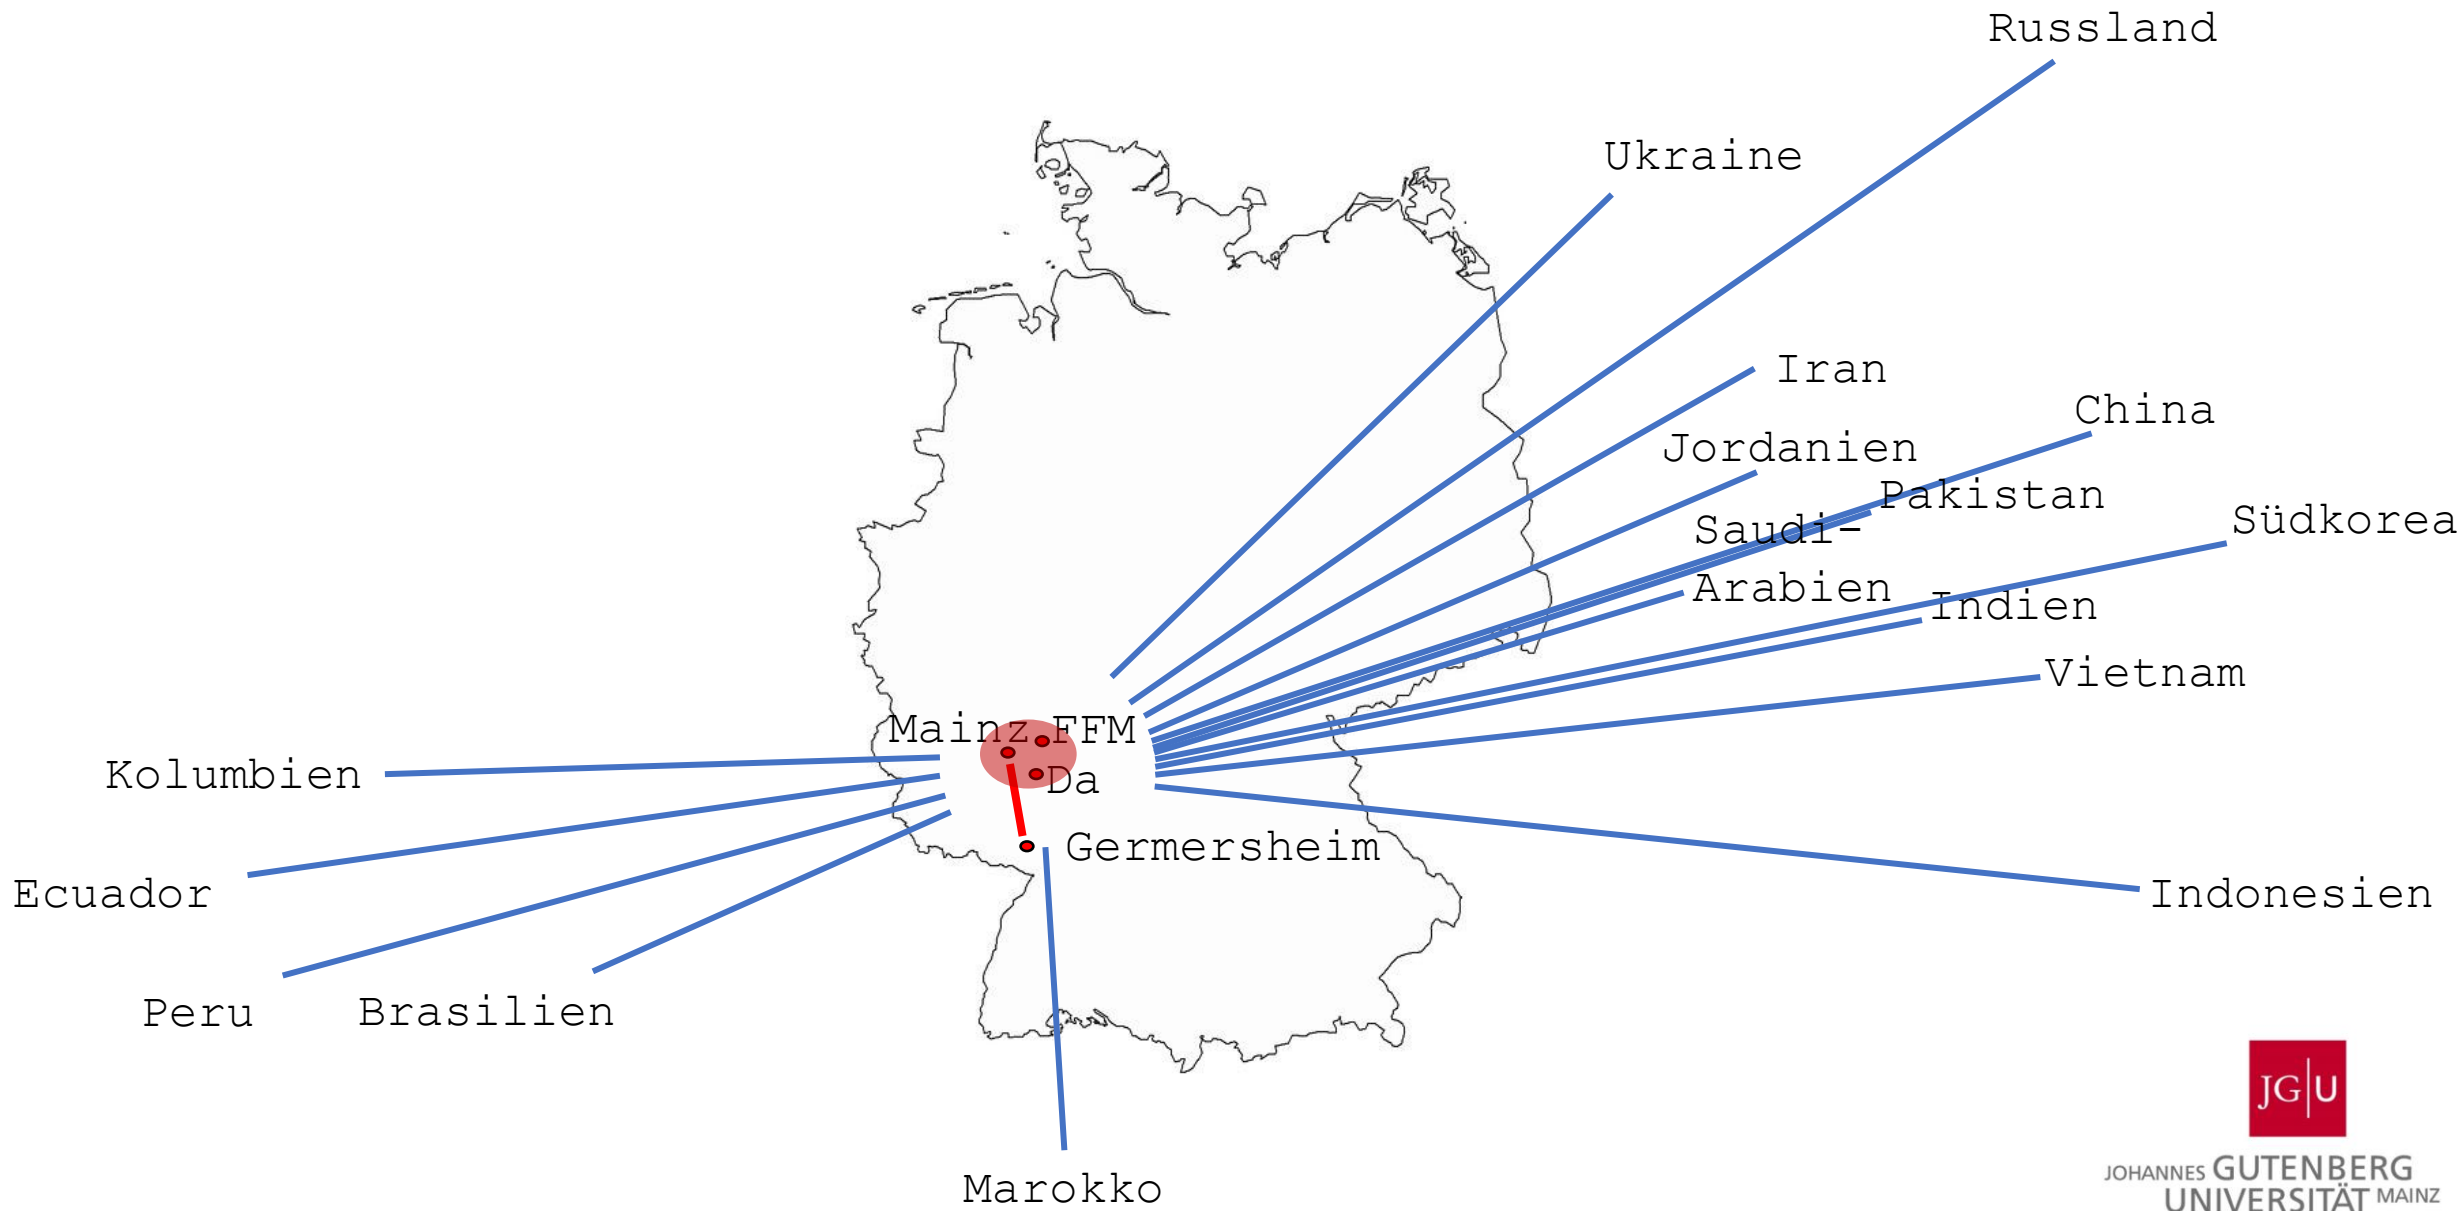 Russland
Ukraine
Iran
China
Jordanien
Pakistan
Saudi-
Arabien
Südkorea
Indien
Vietnam
Mainz FFM
Kolumbien
Da
Germersheim
Ecuador
Indonesien
Peru
Brasilien
Marokko
JG|U
JOHANNES GUTENBERG
UNIVERSITÄT MAINZ